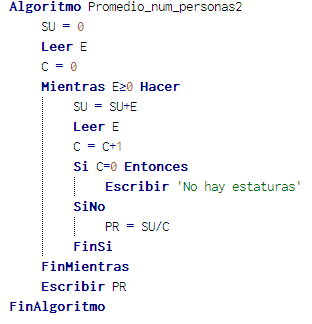 Algoritmo Promedio_num_personas2
SU = 0
Leer E
C = 0
Mientras E≥0 Hacer
SU = SU+E
Leer E
C = C+1
Si C=0 Entonces
Escribir 'No hay estaturas'
SiNo
PR = SU/C
FinSi
FinMientras
Escribir PR
FinAlgoritmo